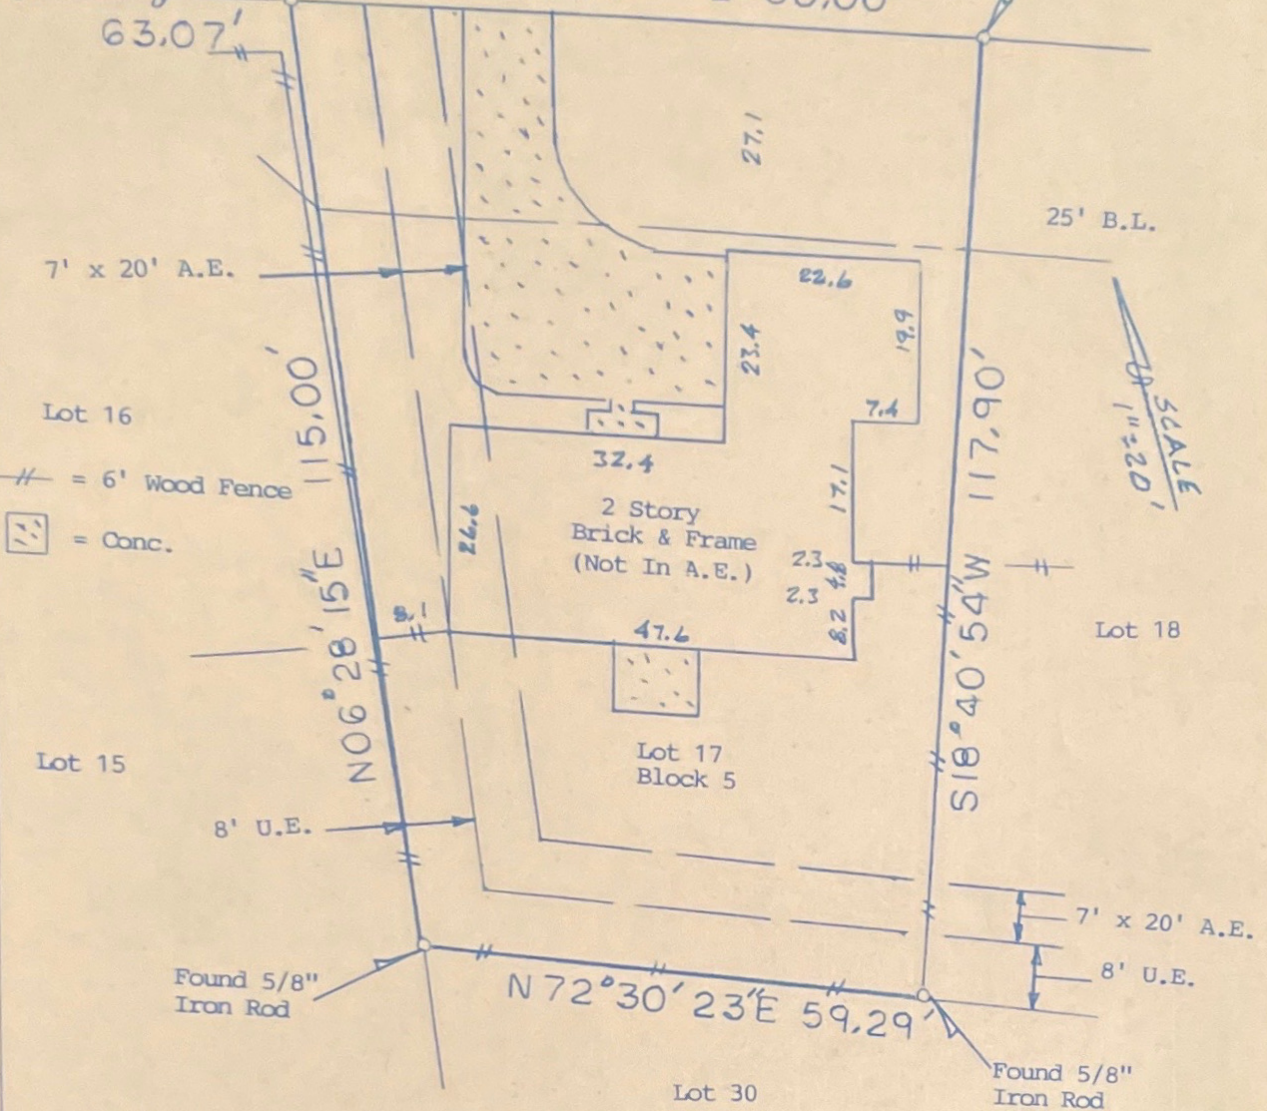 63.07'
27.1
25' B.L.
7' x 20' A.E.
22.6
19.9
23.4
7.4
SCALE
1"=20'
Lot 16
115.00'
117.90'
32.4
= 6' Wood Fence
17.1
26.6
2 Story
Brick & Frame
(Not In A.E.)
= Conc.
2.3
4.8
2.3
8.2
8.1
47.6
N06° 28' 15"E
S18° 40' 54"W
Lot 18
Lot 17
Block 5
Lot 15
8' U.E.
7' x 20' A.E.
8' U.E.
Found 5/8"
Iron Rod
N 72° 30' 23"E 59.29'
Found 5/8"
Iron Rod
Lot 30